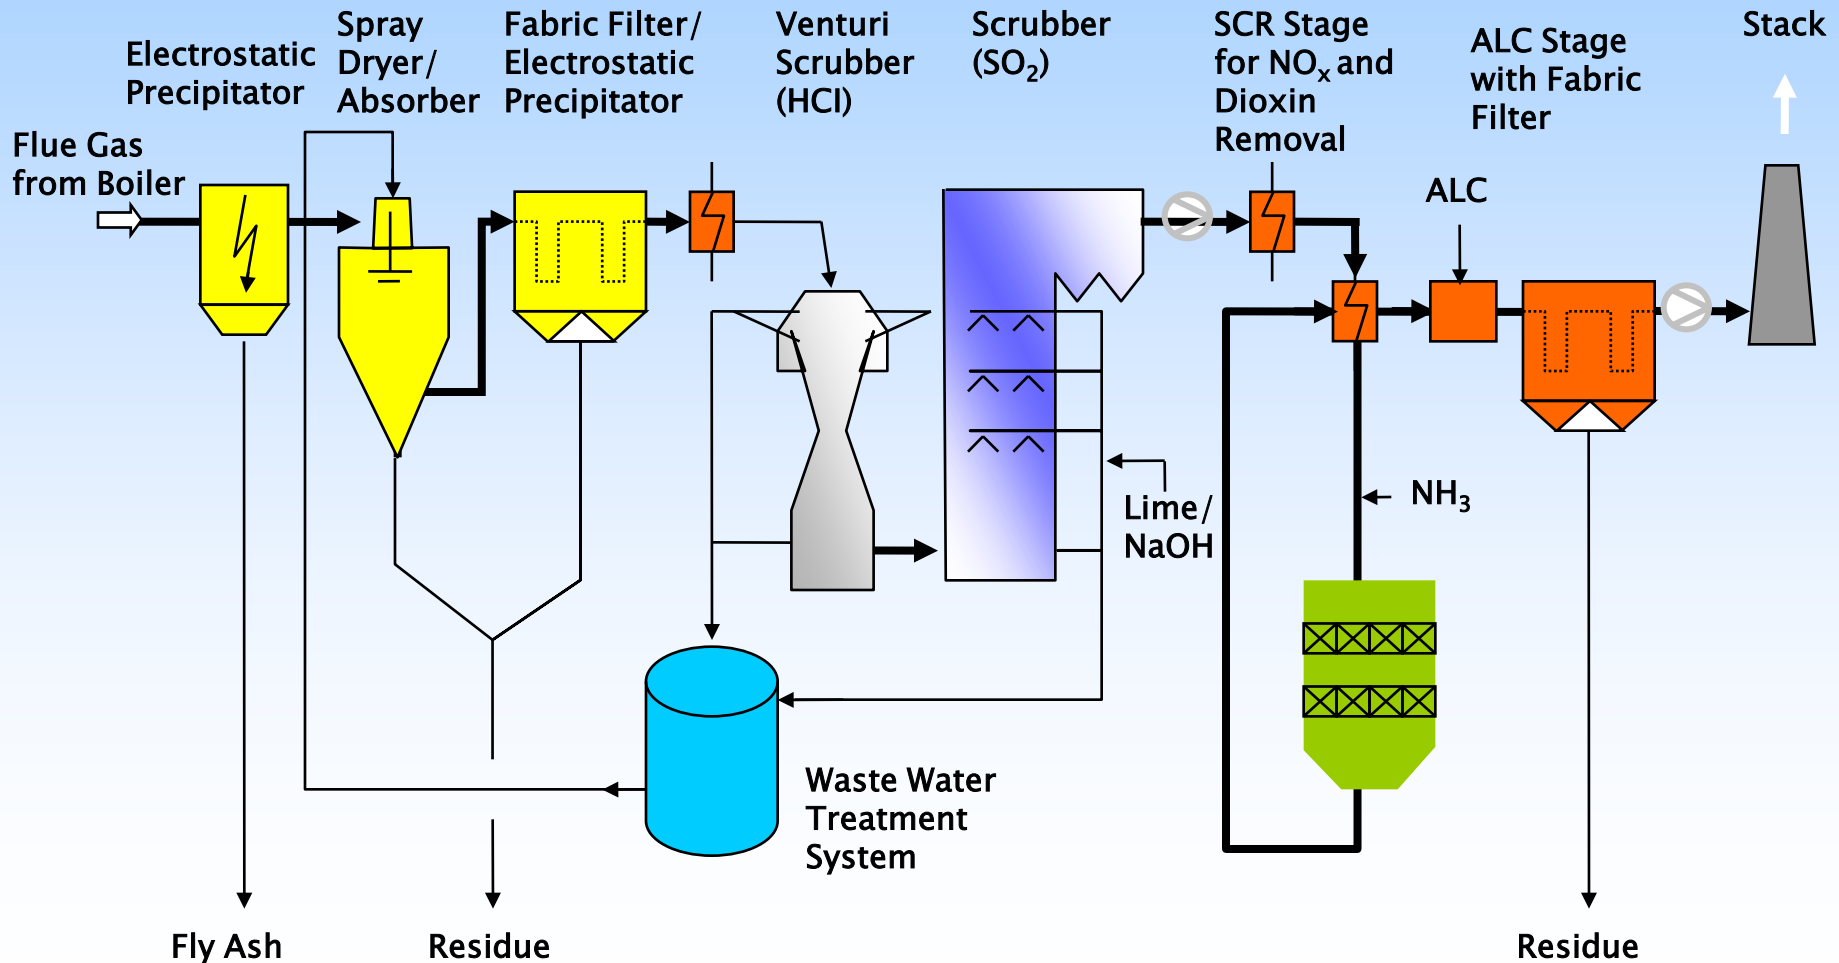 Electrostatic
Precipitator
Spray
Dryer/
Absorber
Fabric Filter/
Electrostatic
Precipitator
Venturi
Scrubber
(HCl)
Scrubber
(SO₂)
SCR Stage
for NOₓ and
Dioxin
Removal
ALC Stage
with Fabric
Filter
Stack
Flue Gas
from Boiler
ALC
Lime/
NaOH
NH₃
Waste Water
Treatment
System
Fly Ash
Residue
Residue